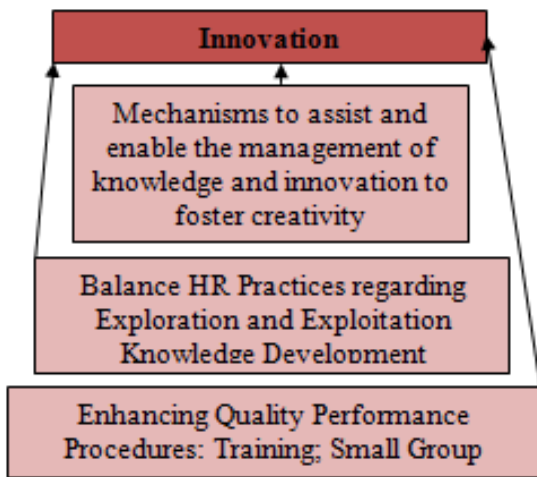 Innovation
Mechanisms to assist and
enable the management of
knowledge and innovation to
foster creativity
Balance HR Practices regarding
Exploration and Exploitation
Knowledge Development
Enhancing Quality Performance
Procedures: Training; Small Group